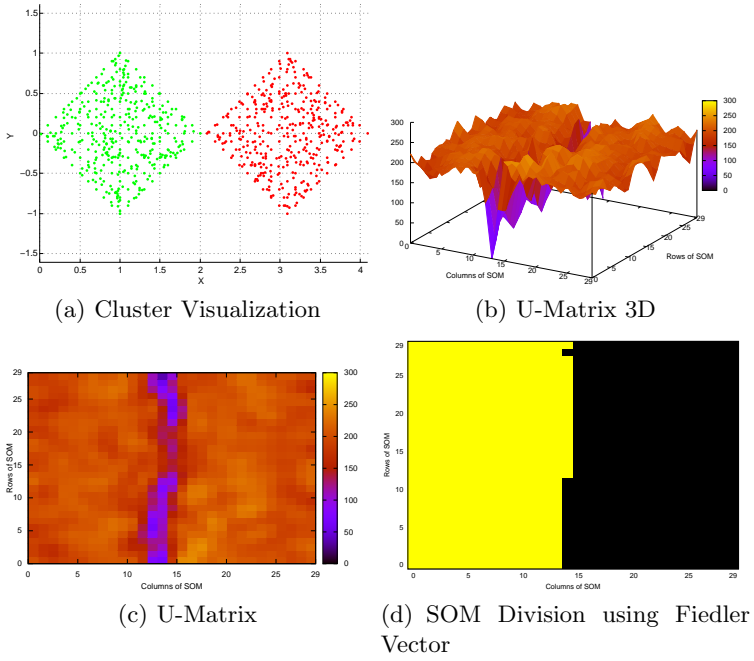 1.5
1
0.5
0
−0.5
−1
−1.5
Y
0 0.5 1 1.5 2 2.5 3 3.5 4
X
(a) Cluster Visualization
300
250
200
150
100
50
0
300
250
200
150
100
50
0
0 5 10 15 20 25 29
Columns of SOM
0 5 10 15 20 25 29
Rows of SOM
(b) U-Matrix 3D
29
25
20
15
10
5
0
Rows of SOM
0 5 10 15 20 25 29
Columns of SOM
300
250
200
150
100
50
0
(c) U-Matrix
29
25
20
15
10
5
0
Rows of SOM
0 5 10 15 20 25 29
Columns of SOM
(d) SOM Division using Fiedler
Vector